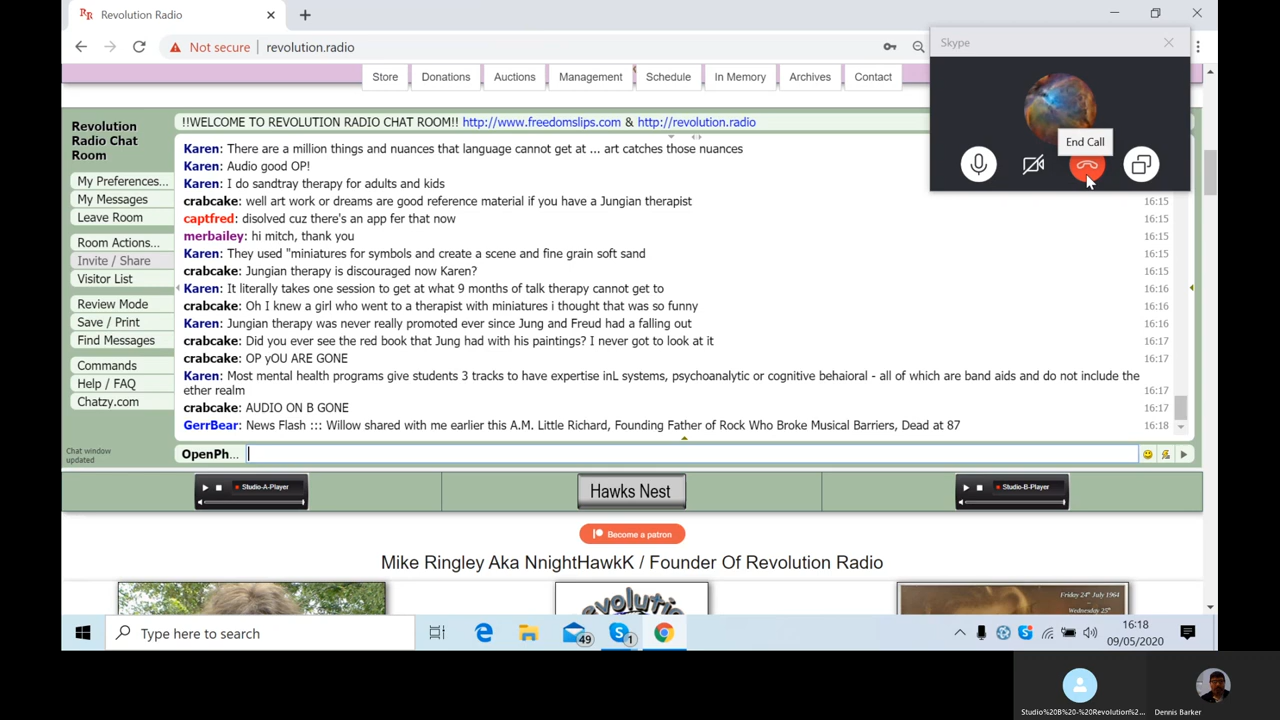 RR Revolution Radio
Not secure revolution.radio
Skype
Store Donations Auctions Management Schedule In Memory Archives Contact
End Call
Revolution
Radio Chat
Room
!!WELCOME TO REVOLUTION RADIO CHAT ROOM!! http://www.freedomslips.com & http://revolution.radio
Karen: There are a million things and nuances that language cannot get at ... art catches those nuances
Karen: Audio good OP!
Karen: I do sandtray therapy for adults and kids
crabcake: well art work or dreams are good reference material if you have a Jungian therapist 16:15
captfred: disolved cuz there's an app fer that now 16:15
merbailey: hi mitch, thank you 16:15
Karen: They used "miniatures for symbols and create a scene and fine grain soft sand 16:15
crabcake: Jungian therapy is discouraged now Karen? 16:15
Karen: It literally takes one session to get at what 9 months of talk therapy cannot get to 16:16
crabcake: Oh I knew a girl who went to a therapist with miniatures i thought that was so funny 16:16
Karen: Jungian therapy was never really promoted ever since Jung and Freud had a falling out 16:16
crabcake: Did you ever see the red book that Jung had with his paintings? I never got to look at it 16:17
crabcake: OP yOU ARE GONE 16:17
Karen: Most mental health programs give students 3 tracks to have expertise inL systems, psychoanalytic or cognitive behaioral - all of which are band aids and do not include the
ether realm 16:17
crabcake: AUDIO ON B GONE 16:17
GerrBear: News Flash ::: Willow shared with me earlier this A.M. Little Richard, Founding Father of Rock Who Broke Musical Barriers, Dead at 87 16:18
My Preferences...
My Messages
Leave Room
Room Actions...
Invite / Share
Visitor List
Review Mode
Save / Print
Find Messages
Commands
Help / FAQ
Chatzy.com
Chat window
updated
OpenPh...
Studio-A-Player
Hawks Nest
Studio-B-Player
Become a patron
Mike Ringley Aka NnightHawkK / Founder Of Revolution Radio
evolutio
Friday 24th July 1964
Wednesday 25th
Type here to search
49
1
16:18
09/05/2020
Studio%20B%20-%20Revolution%2...
Dennis Barker